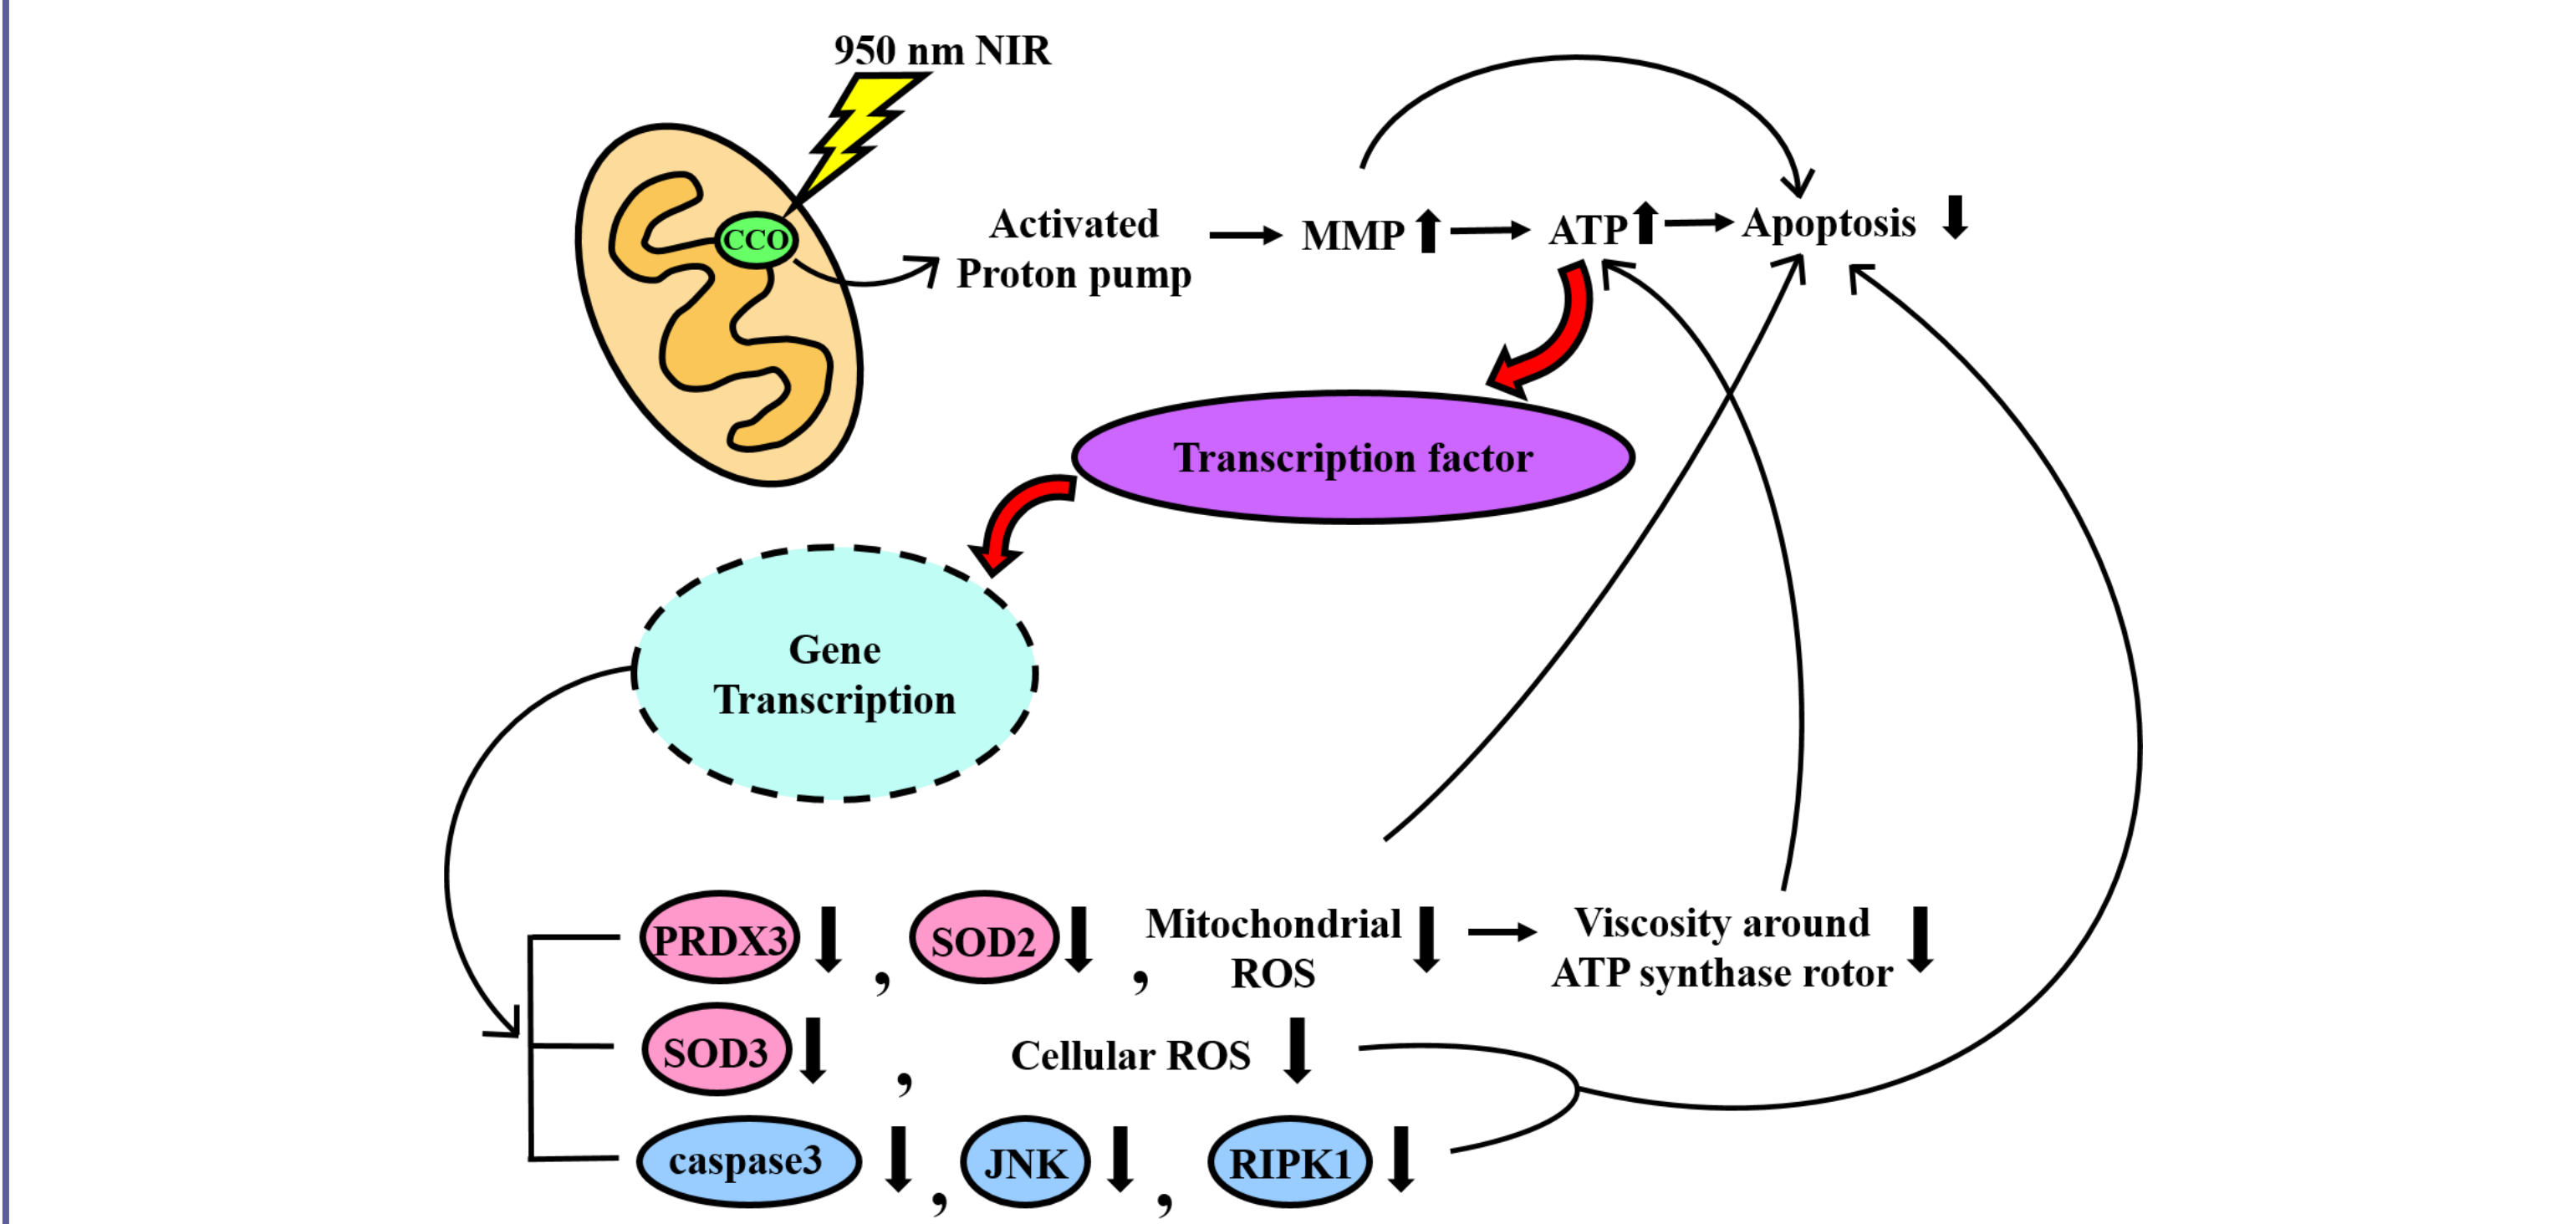 950 nm NIR
CCO
Activated
Proton pump
MMP
ATP
Apoptosis
Transcription factor
Gene
Transcription
PRDX3 , SOD2 , Mitochondrial
ROS
Viscosity around
ATP synthase rotor
SOD3 , Cellular ROS
caspase3 , JNK , RIPK1